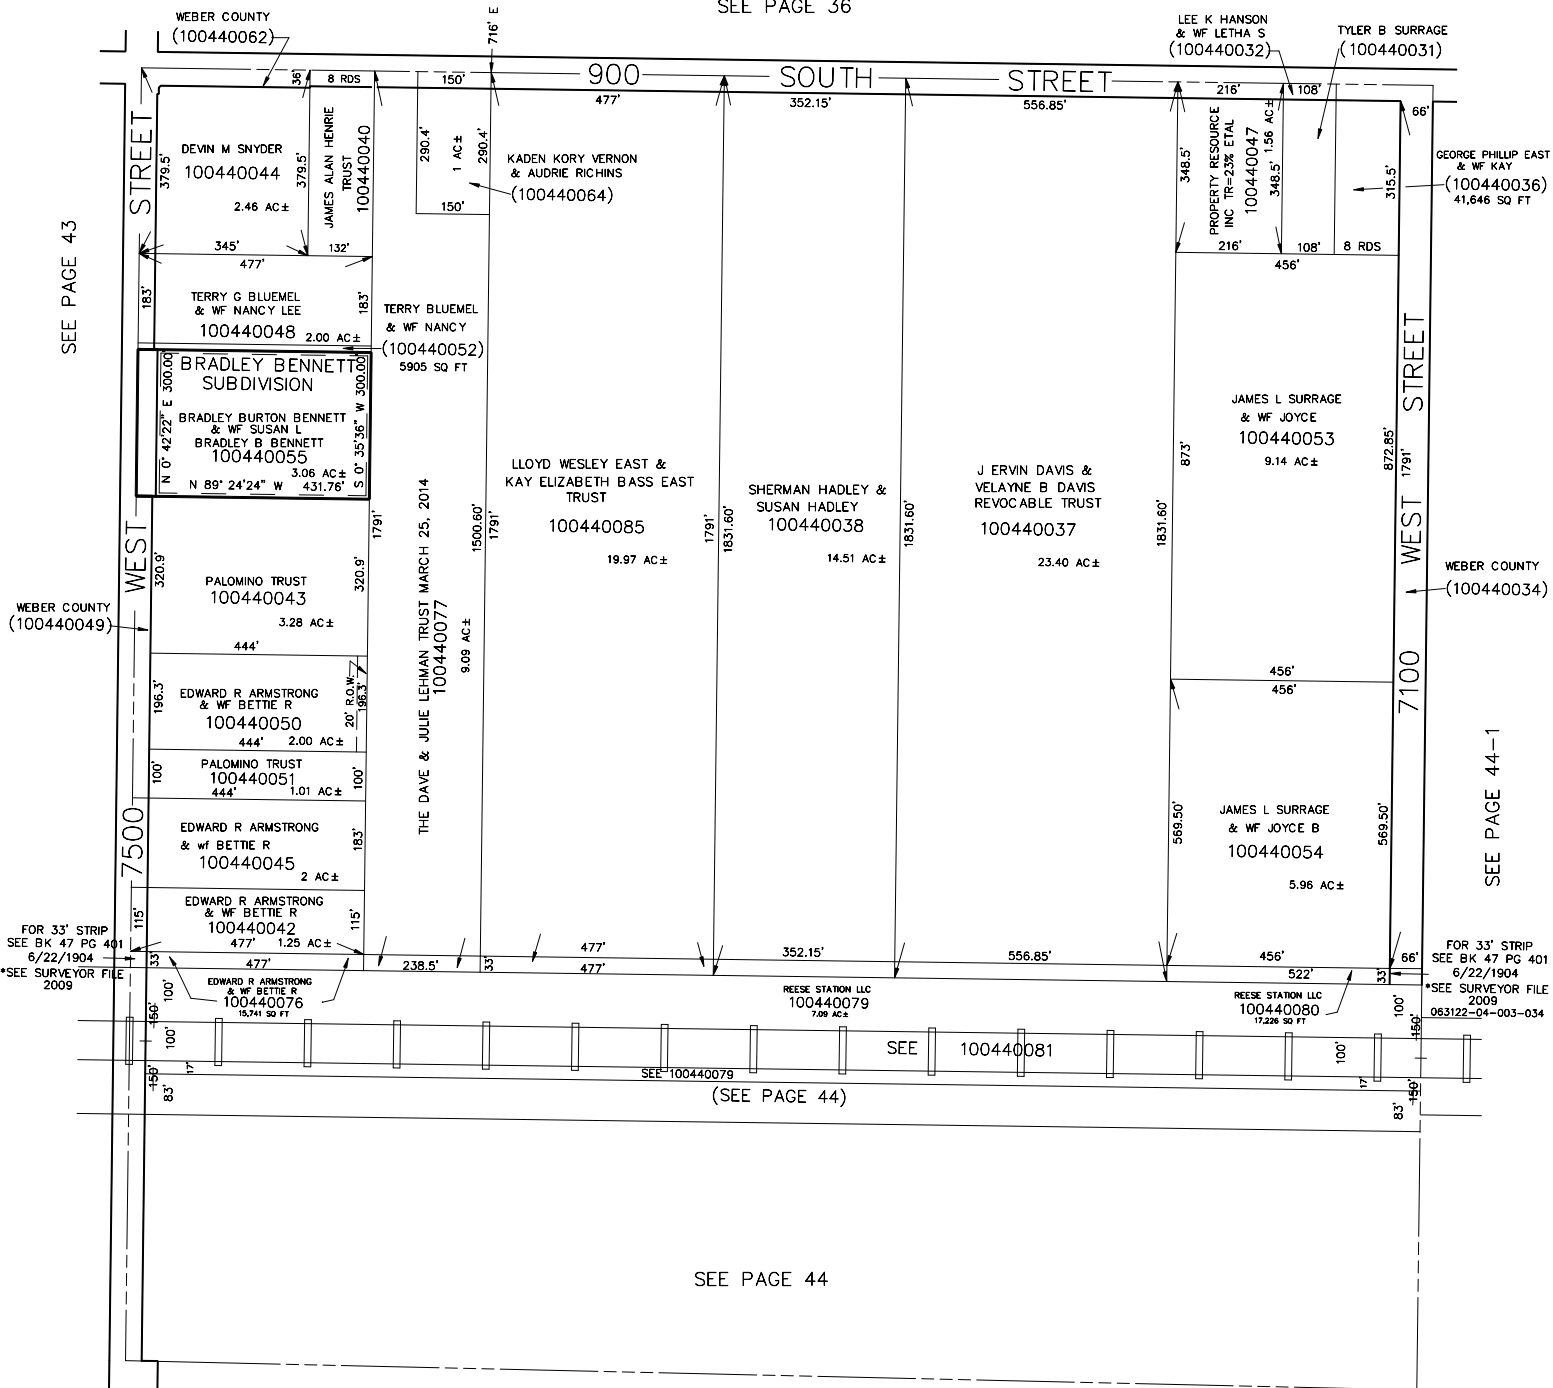 SEE PAGE 36
WEBER COUNTY
(100440062)
716' E
LEE K HANSON
& WF LETHA S
(100440032)
TYLER B SURRAGE
(100440031)
36'
8 RDS
150'
900 SOUTH STREET
477'
352.15'
556.85'
216'
108'
66'
STREET
379.5'
DEVIN M SNYDER
100440044
2.46 AC±
379.5'
JAMES ALAN HENRIE
TRUST
100440040
290.4'
1 AC±
290.4'
150'
KADEN KORY VERNON
& AUDRIE RICHINS
(100440064)
348.5'
PROPERTY RESOURCE
INC TR=23% ETAL
100440047
348.5'
1.56 AC±
315.5'
GEORGE PHILLIP EAST
& WF KAY
(100440036)
41,646 SQ FT
SEE PAGE 43
345'
132'
477'
216'
108'
8 RDS
456'
183'
TERRY G BLUEMEL
& WF NANCY LEE
100440048
2.00 AC±
183'
TERRY BLUEMEL
& WF NANCY
(100440052)
5905 SQ FT
BRADLEY BENNETT
SUBDIVISION
N 0° 42'22" E 300.00'
BRADLEY BURTON BENNETT
& WF SUSAN L
BRADLEY B BENNETT
100440055
3.06 AC±
N 89° 24'24" W 431.76'
S 0° 35'36" W 300.00'
JAMES L SURRAGE
& WF JOYCE
100440053
9.14 AC±
873'
872.85'
1791'
WEST STREET
7100
LLOYD WESLEY EAST &
KAY ELIZABETH BASS EAST
TRUST
100440085
19.97 AC±
SHERMAN HADLEY &
SUSAN HADLEY
100440038
14.51 AC±
J ERVIN DAVIS &
VELAYNE B DAVIS
REVOCABLE TRUST
100440037
23.40 AC±
1791'
1500.60'
1791'
1791'
1831.60'
1831.60'
1831.60'
THE DAVE & JULIE LEHMAN TRUST MARCH 25, 2014
100440077
9.09 AC±
WEST
320.9'
PALOMINO TRUST
100440043
3.28 AC±
320.9'
444'
WEBER COUNTY
(100440049)
WEBER COUNTY
(100440034)
196.3'
EDWARD R ARMSTRONG
& WF BETTIE R
100440050
444' 2.00 AC±
20' R.O.W.
196.3'
456'
456'
100'
PALOMINO TRUST
100440051
444' 1.01 AC±
100'
7500
EDWARD R ARMSTRONG
& wf BETTIE R
100440045
2 AC±
183'
569.50'
JAMES L SURRAGE
& WF JOYCE B
100440054
5.96 AC±
569.50'
SEE PAGE 44-1
115'
EDWARD R ARMSTRONG
& WF BETTIE R
100440042
477' 1.25 AC±
115'
FOR 33' STRIP
SEE BK 47 PG 401
6/22/1904
*SEE SURVEYOR FILE
2009
33'
477'
238.5'
33'
477'
477'
352.15'
556.85'
456'
66'
522'
33'
FOR 33' STRIP
SEE BK 47 PG 401
6/22/1904
*SEE SURVEYOR FILE
2009
063122-04-003-034
100'
EDWARD R ARMSTRONG
& WF BETTIE R
100440076
15,741 SQ FT
REESE STATION LLC
100440079
7.09 AC±
REESE STATION LLC
100440080
17,226 SQ FT
100'
150'
150'
100'
SEE 100440081
100'
SEE 100440079
150'
17'
17'
150'
83'
(SEE PAGE 44)
83'
SEE PAGE 44